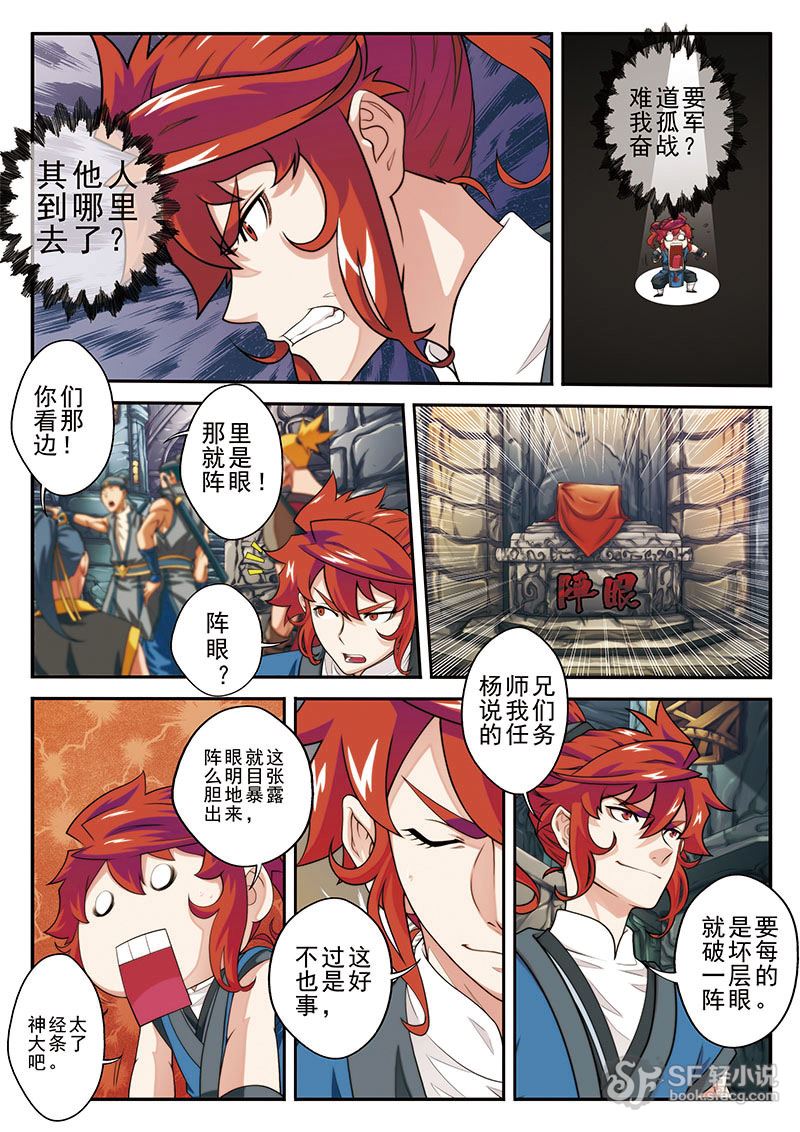 其他人
到哪里
去了？
难道要
我孤军
奋战？
你们
看那
边！
那里
就是
阵眼！
阵眼？
阵眼
杨师兄
说我们
的任务
阵眼就这
么明目张
胆地暴露
出来，
神经太
大条了
吧。
不过这
也是好
事，
就是要
破坏每
一层的
阵眼。
SF 轻小说
book.sfacg.com